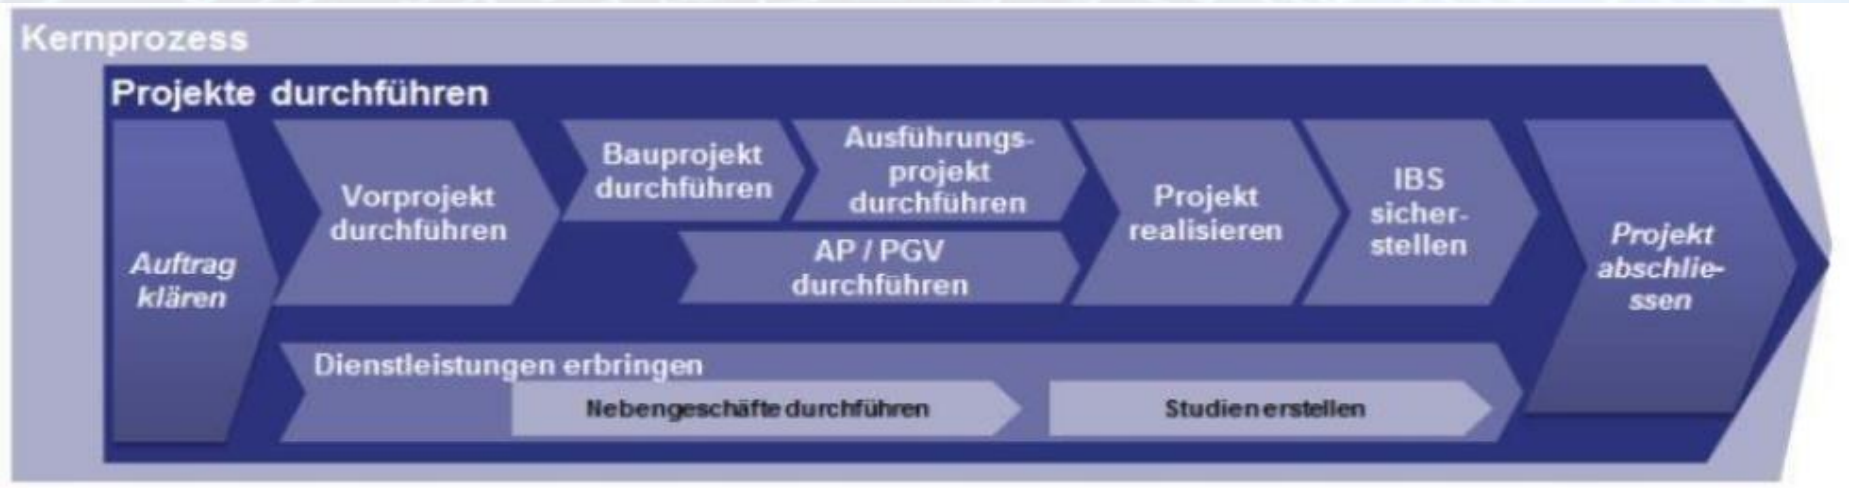 Kernprozess
Projekte durchführen
Auftrag
klären
Vorprojekt
durchführen
Bauprojekt
durchführen
Ausführungs-
projekt
durchführen
AP / PGV
durchführen
Projekt
realisieren
IBS
sicher-
stellen
Projekt
abschlie-
ssen
Dienstleistungen erbringen
Nebengeschäfte durchführen
Studien erstellen